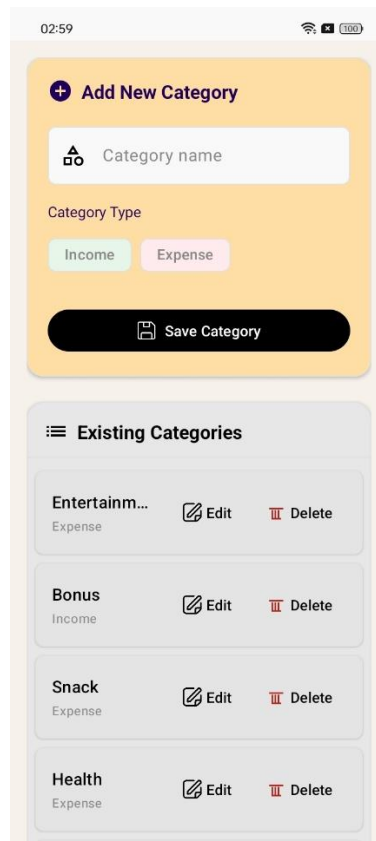 02:59 100
Add New Category
Category name
Category Type
Income Expense
Save Category
Existing Categories
Entertainm... Edit Delete
Expense
Bonus Edit Delete
Income
Snack Edit Delete
Expense
Health Edit Delete
Expense